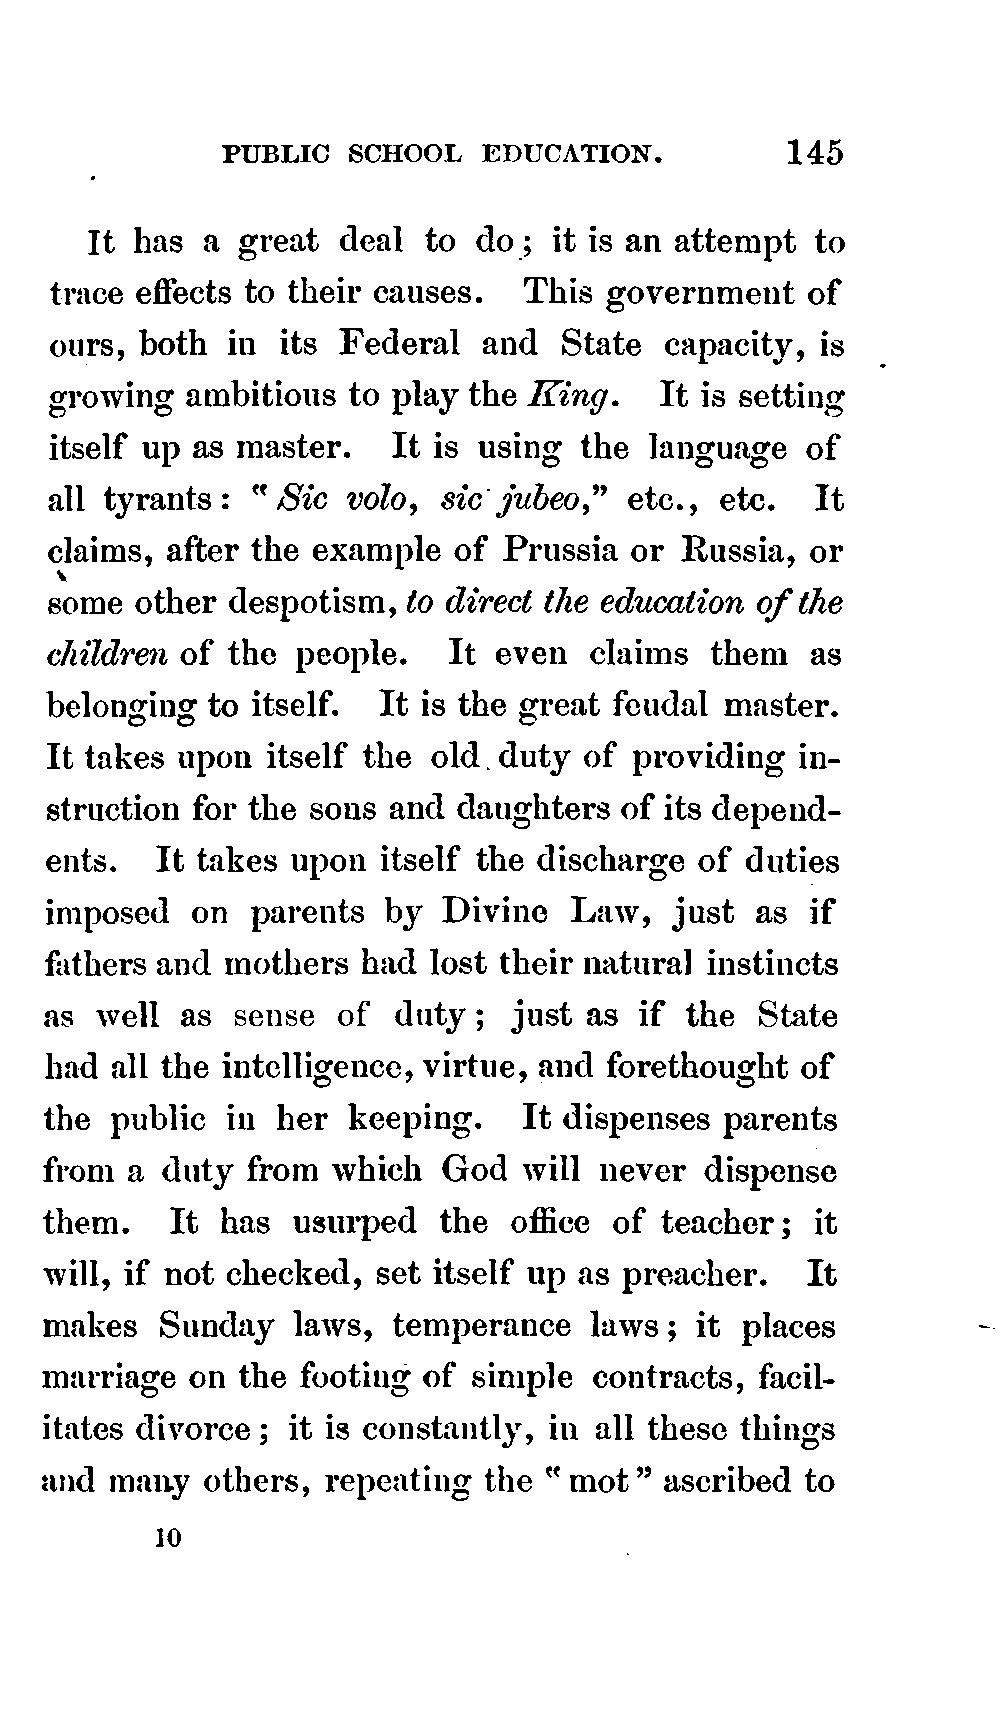 PUBLIC SCHOOL EDUCATION. 145
It has a great deal to do; it is an attempt to
trace effects to their causes. This government of
ours, both in its Federal and State capacity, is
growing ambitious to play the King. It is setting
itself up as master. It is using the language of
all tyrants: "Sic volo, sic jubeo," etc., etc. It
claims, after the example of Prussia or Russia, or
some other despotism, to direct the education of the
children of the people. It even claims them as
belonging to itself. It is the great feudal master.
It takes upon itself the old duty of providing in-
struction for the sons and daughters of its depend-
ents. It takes upon itself the discharge of duties
imposed on parents by Divine Law, just as if
fathers and mothers had lost their natural instincts
as well as sense of duty; just as if the State
had all the intelligence, virtue, and forethought of
the public in her keeping. It dispenses parents
from a duty from which God will never dispense
them. It has usurped the office of teacher; it
will, if not checked, set itself up as preacher. It
makes Sunday laws, temperance laws; it places
marriage on the footing of simple contracts, facil-
itates divorce; it is constantly, in all these things
and many others, repeating the "mot" ascribed to
10